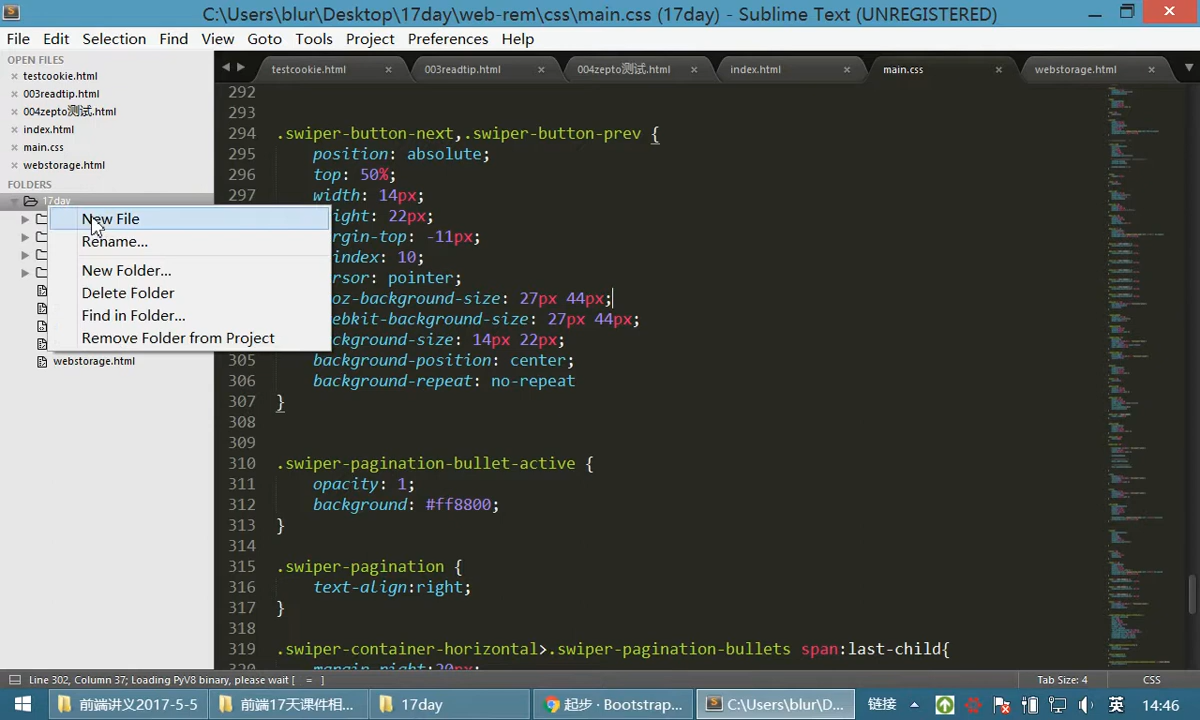 C:\Users\blur\Desktop\17day\web-rem\css\main.css (17day) - Sublime Text (UNREGISTERED)
File Edit Selection Find View Goto Tools Project Preferences Help
OPEN FILES
testcookie.html
003readtip.html
004zepto测试.html
index.html
main.css
webstorage.html
FOLDERS
17day
webstorage.html
New File
Rename...
New Folder...
Delete Folder
Find in Folder...
Remove Folder from Project
testcookie.html 003readtip.html 004zepto测试.html index.html main.css webstorage.html
292
293
294 .swiper-button-next,.swiper-button-prev {
295 position: absolute;
296 top: 50%;
297 width: 14px;
ight: 22px;
rgin-top: -11px;
index: 10;
rsor: pointer;
oz-background-size: 27px 44px;
ebkit-background-size: 27px 44px;
ckground-size: 14px 22px;
305 background-position: center;
306 background-repeat: no-repeat
307 }
308
309
310 .swiper-pagination-bullet-active {
311 opacity: 1;
312 background: #ff8800;
313 }
314
315 .swiper-pagination {
316 text-align:right;
317 }
318
319 .swiper-container-horizontal>.swiper-pagination-bullets span:last-child{
320 margin-right:20px;
Line 302, Column 37; Loading PyV8 binary, please wait [ = ]
Tab Size: 4 CSS
前端讲义2017-5-5 前端17天课件相... 17day 起步 · Bootstrap... C:\Users\blur\D... 链接 英 14:46